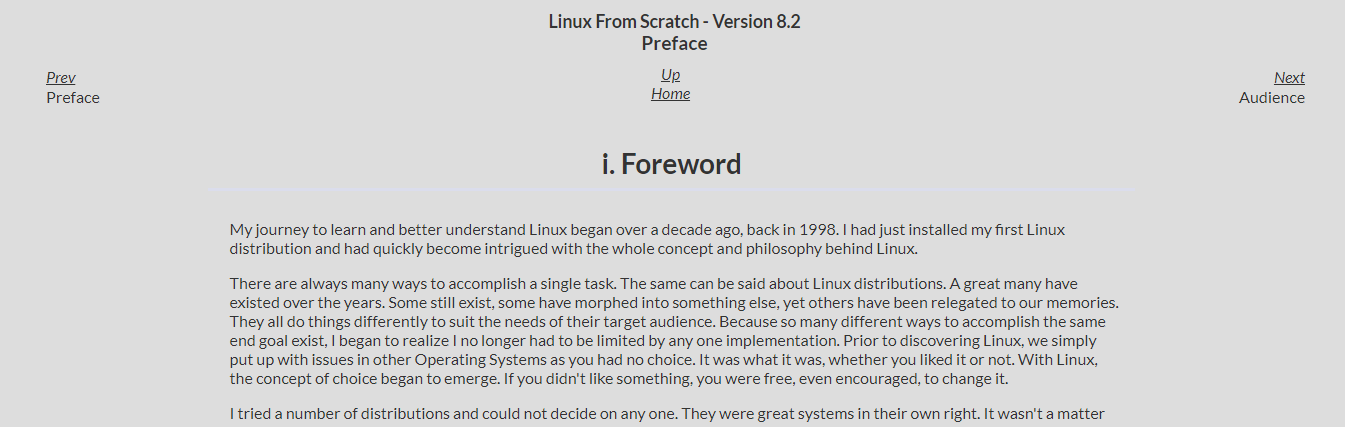 Linux From Scratch - Version 8.2
Preface
Prev
Preface
Up
Home
Next
Audience
i. Foreword
My journey to learn and better understand Linux began over a decade ago, back in 1998. I had just installed my first Linux
distribution and had quickly become intrigued with the whole concept and philosophy behind Linux.
There are always many ways to accomplish a single task. The same can be said about Linux distributions. A great many have
existed over the years. Some still exist, some have morphed into something else, yet others have been relegated to our memories.
They all do things differently to suit the needs of their target audience. Because so many different ways to accomplish the same
end goal exist, I began to realize I no longer had to be limited by any one implementation. Prior to discovering Linux, we simply
put up with issues in other Operating Systems as you had no choice. It was what it was, whether you liked it or not. With Linux,
the concept of choice began to emerge. If you didn't like something, you were free, even encouraged, to change it.
I tried a number of distributions and could not decide on any one. They were great systems in their own right. It wasn't a matter